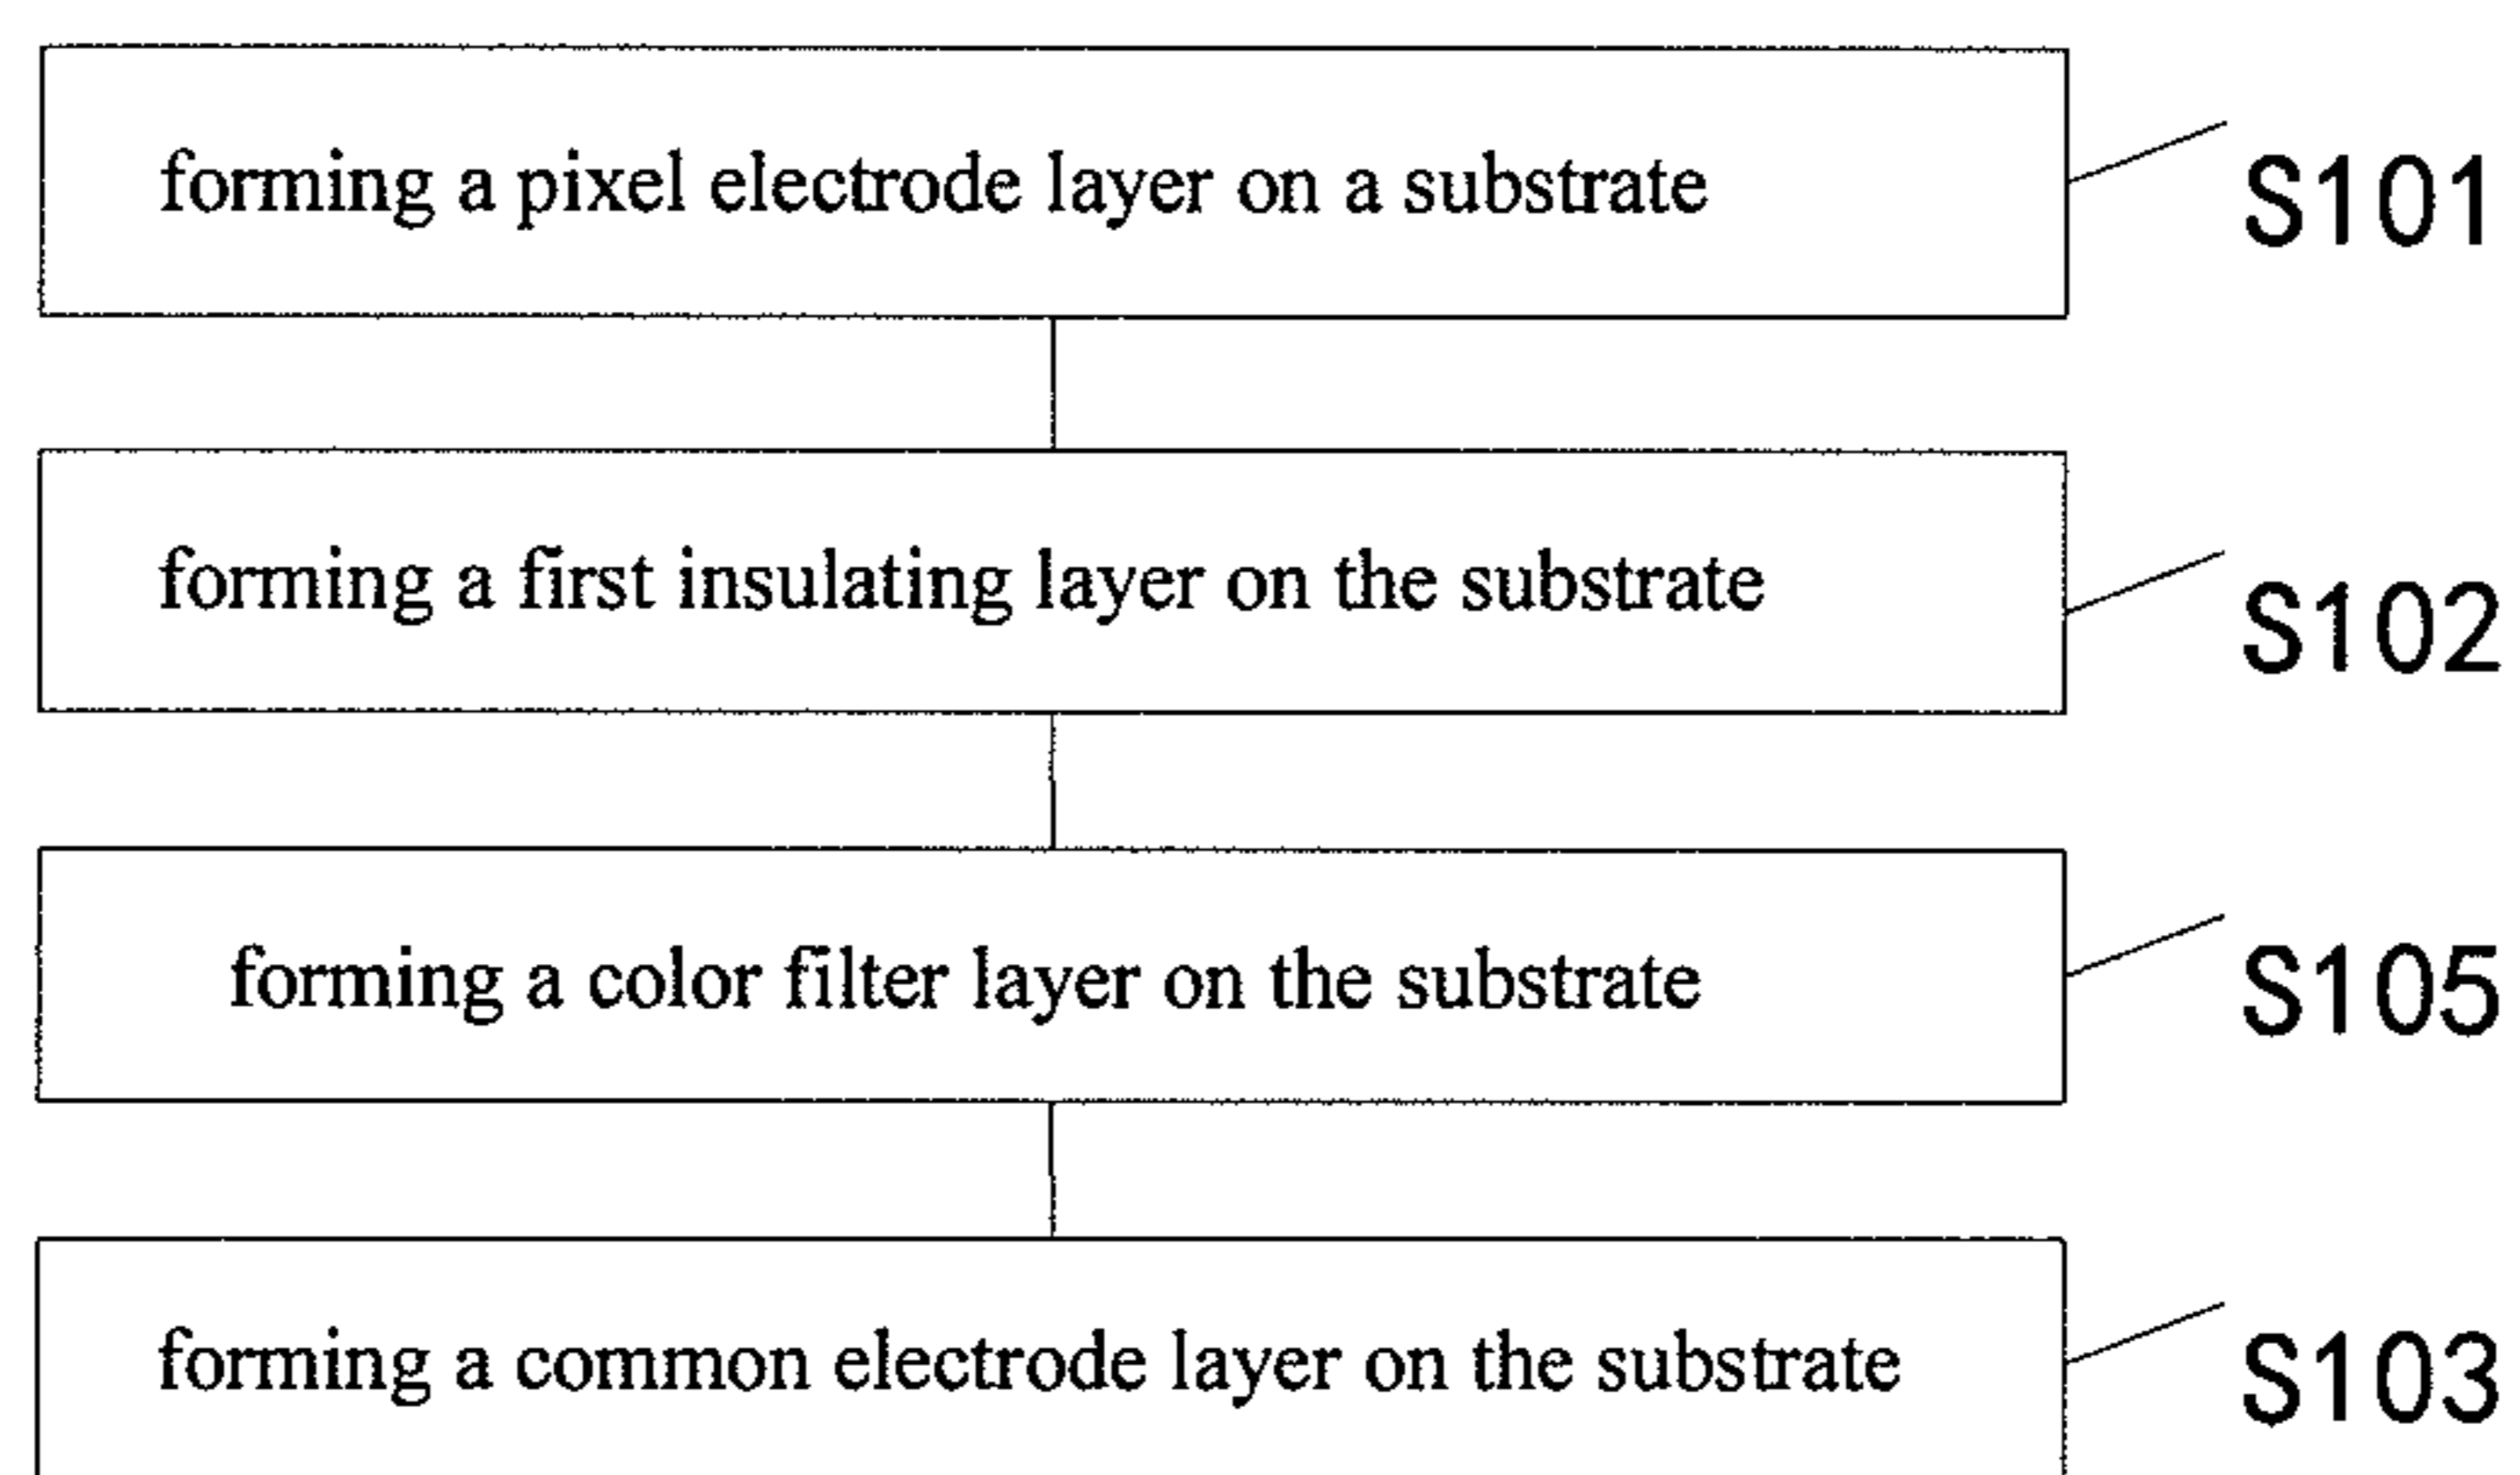 forming a pixel electrode layer on a substrate
S101
forming a first insulating layer on the substrate
S102
forming a color filter layer on the substrate
S105
forming a common electrode layer on the substrate
S103